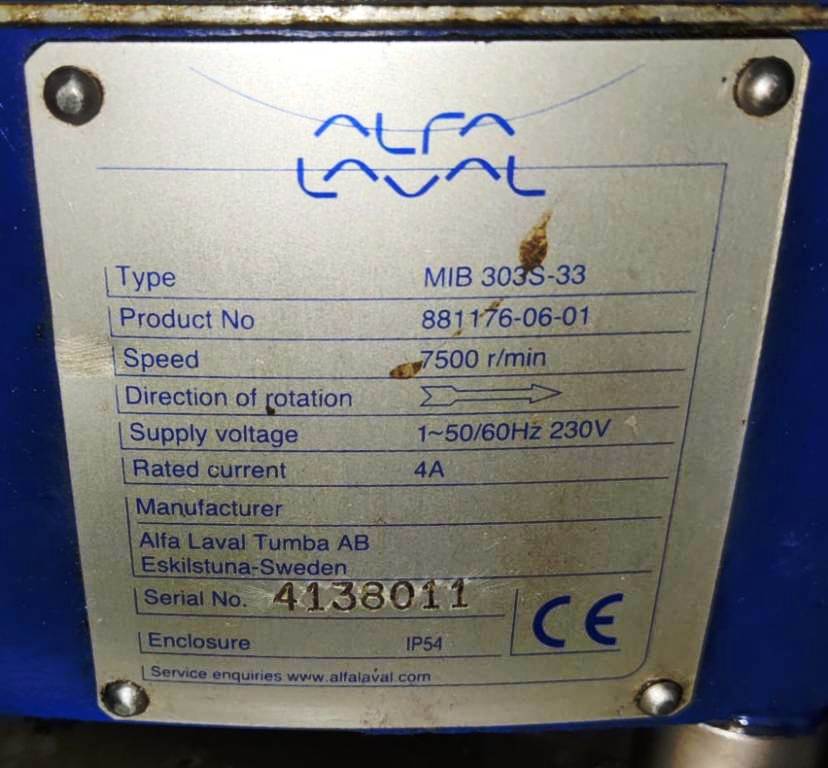 ALFA
LAVAL
Type MIB 303S-33
Product No 881176-06-01
Speed 7500 r/min
Direction of rotation
Supply voltage 1~50/60Hz 230V
Rated current 4A
Manufacturer
Alfa Laval Tumba AB
Eskilstuna-Sweden
Serial No. 4138011
CE
Enclosure IP54
Service enquiries www.alfalaval.com